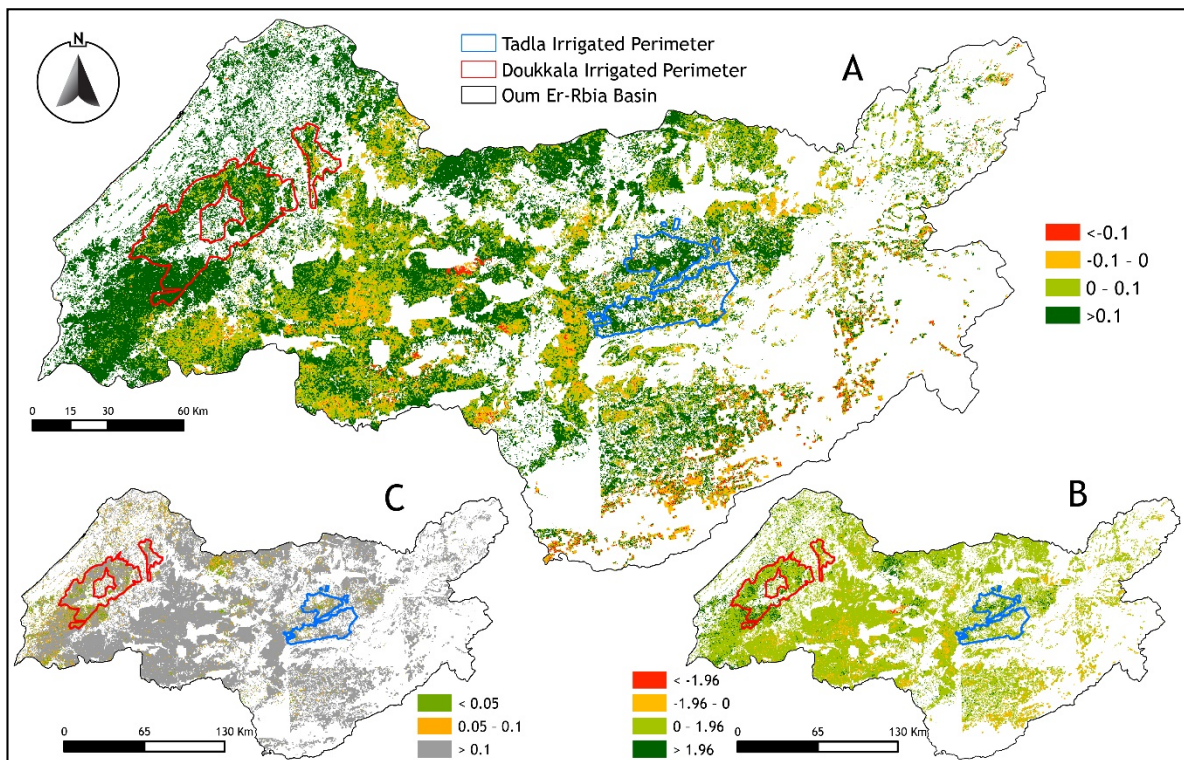 N
Tadla Irrigated Perimeter
Doukkala Irrigated Perimeter
Oum Er-Rbia Basin
A
<-0.1
-0.1 - 0
0 - 0.1
>0.1
0 15 30 60 Km
C
B
< 0.05
0.05 - 0.1
> 0.1
0 65 130 Km
< -1.96
-1.96 - 0
0 - 1.96
> 1.96
0 65 130 Km